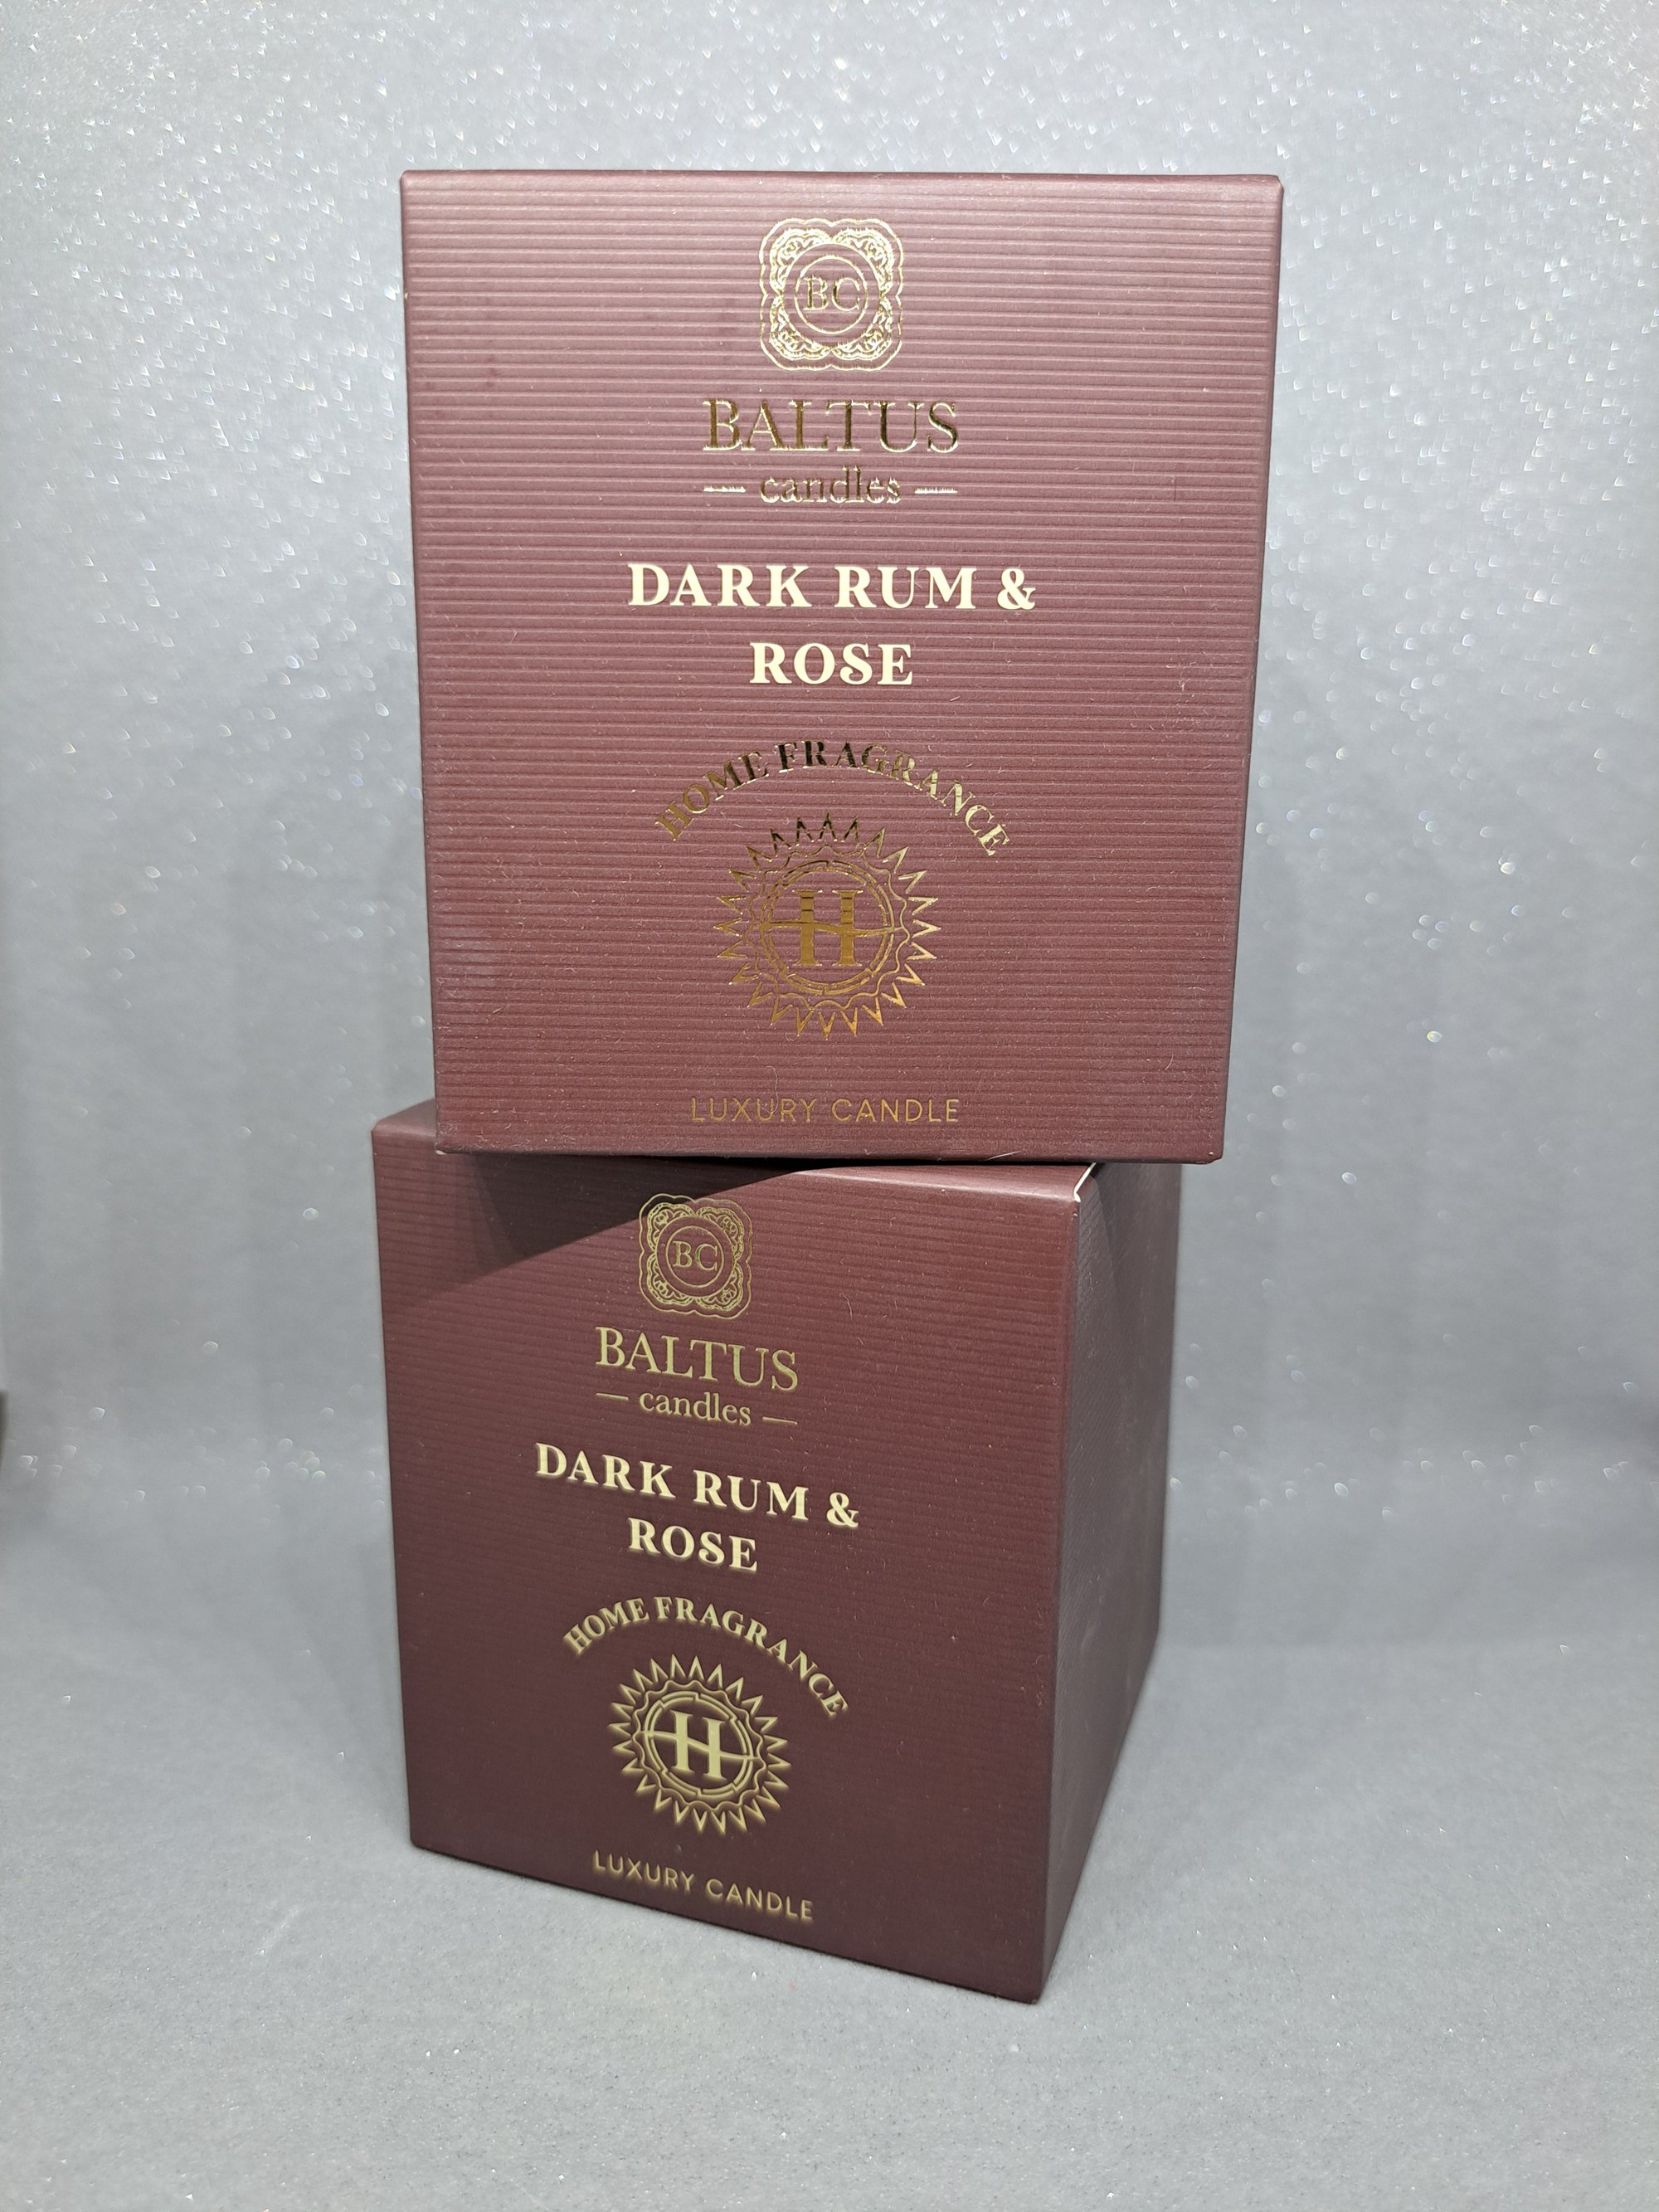 BC
BALTUS
candles
DARK RUM &
ROSE
HOME FRAGRANCE
H
LUXURY CANDLE
BC
BALTUS
candles
DARK RUM &
ROSE
HOME FRAGRANCE
H
LUXURY CANDLE